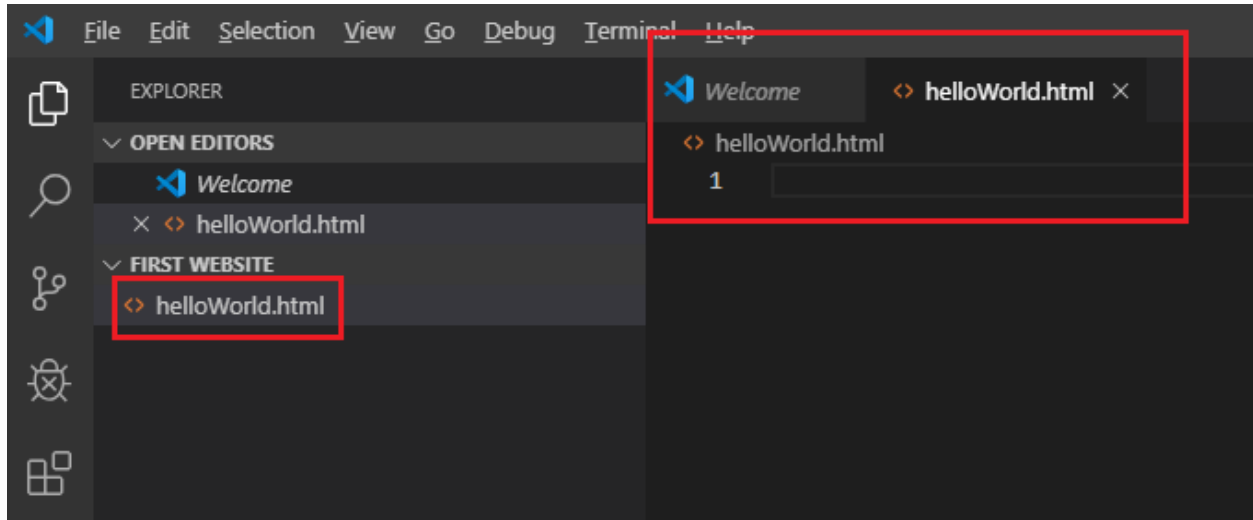 File Edit Selection View Go Debug Terminal Help
EXPLORER
OPEN EDITORS
Welcome
helloWorld.html
FIRST WEBSITE
helloWorld.html
Welcome helloWorld.html
helloWorld.html
1